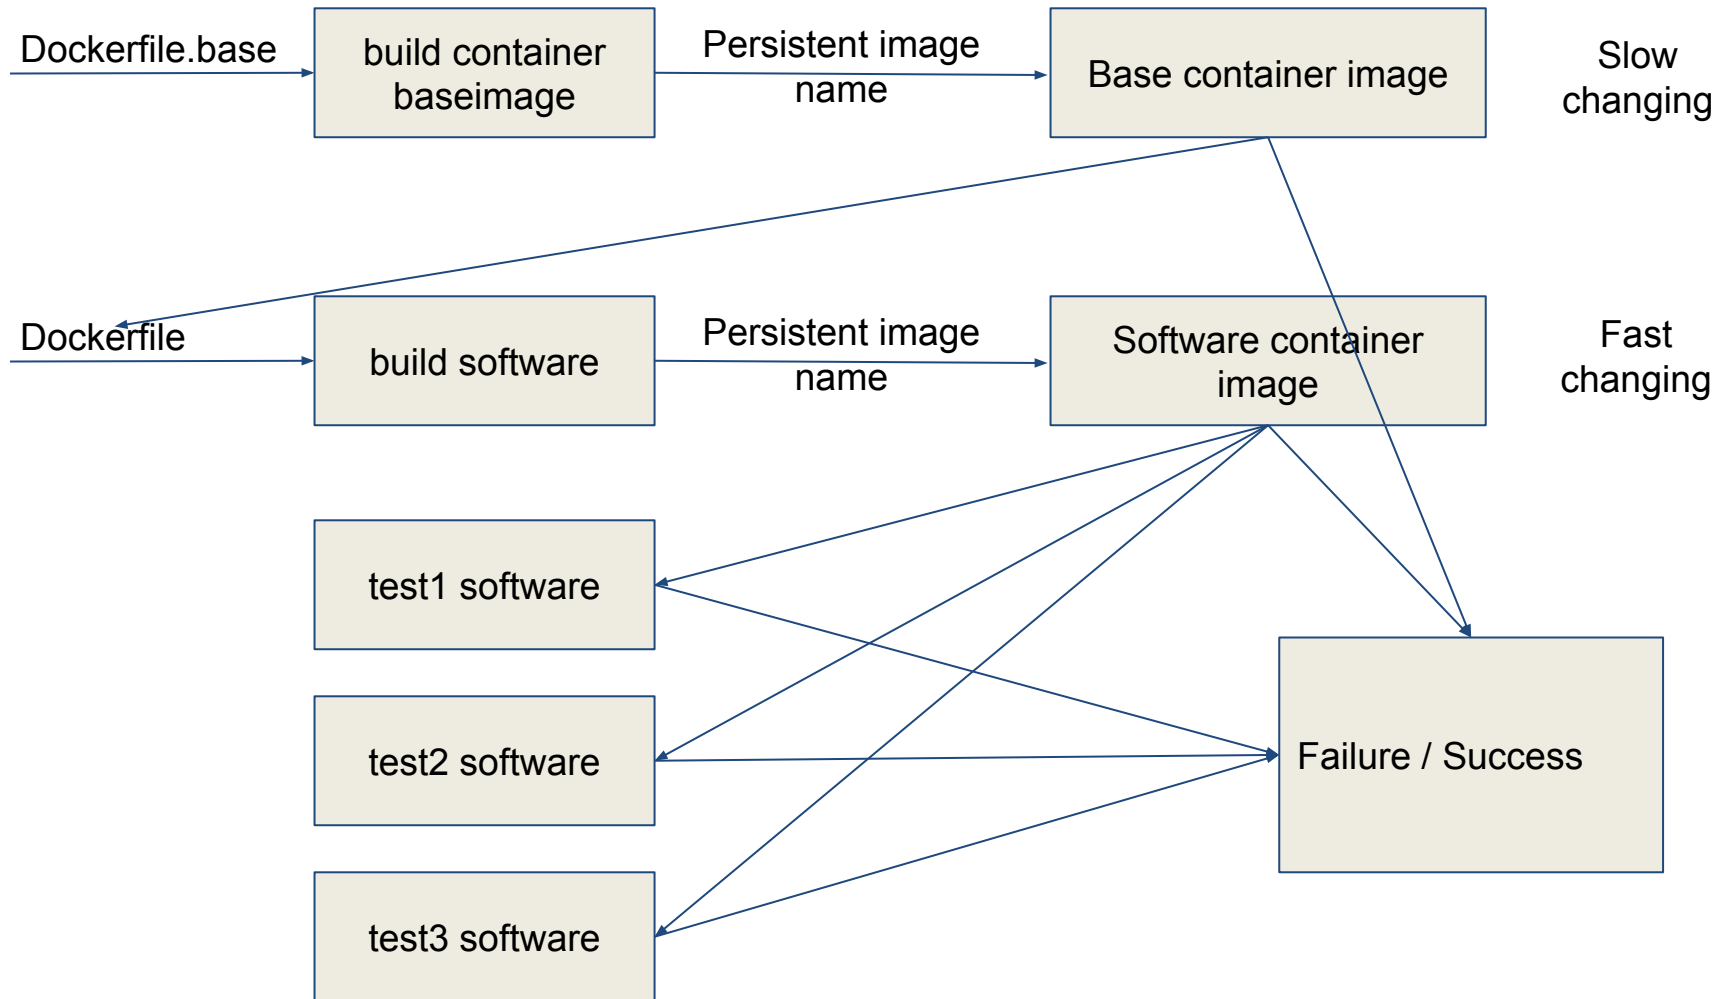 Dockerfile.base
build container
baseimage
Persistent image
name
Base container image
Slow
changing
Dockerfile
build software
Persistent image
name
Software container
image
Fast
changing
test1 software
test2 software
Failure / Success
test3 software